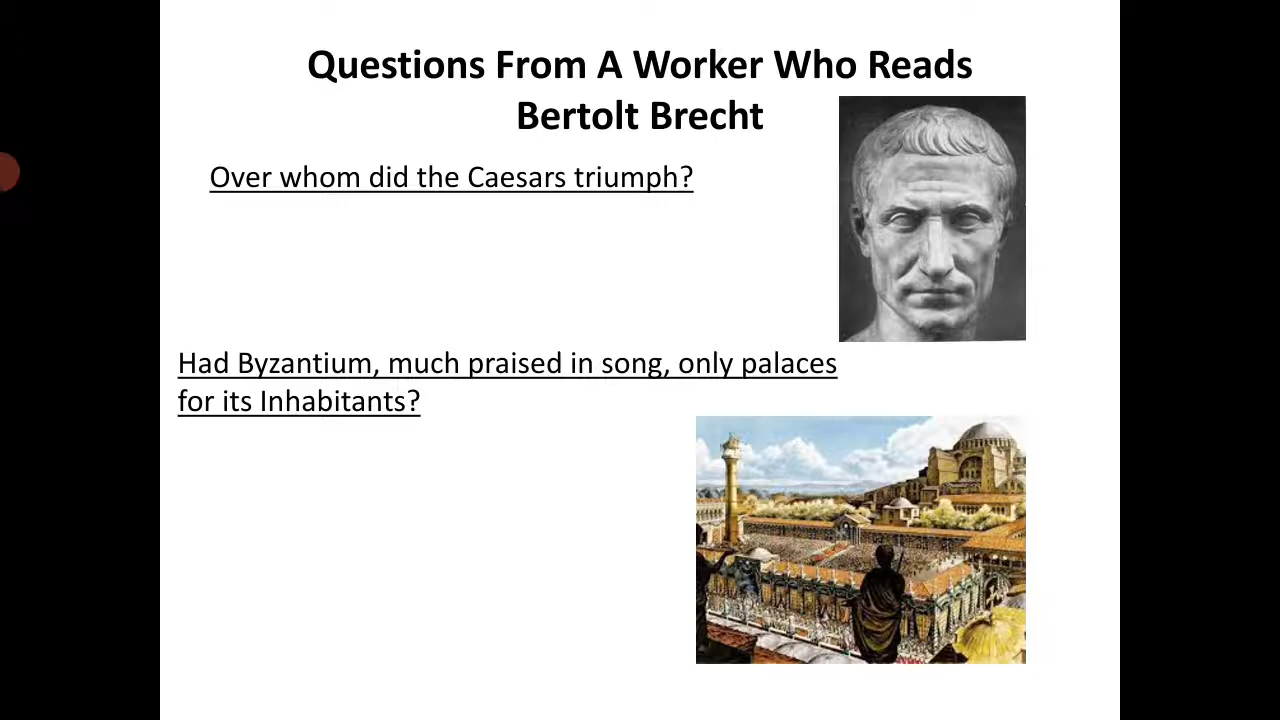 Questions From A Worker Who Reads
Bertolt Brecht
Over whom did the Caesars triumph?
Had Byzantium, much praised in song, only palaces
for its Inhabitants?